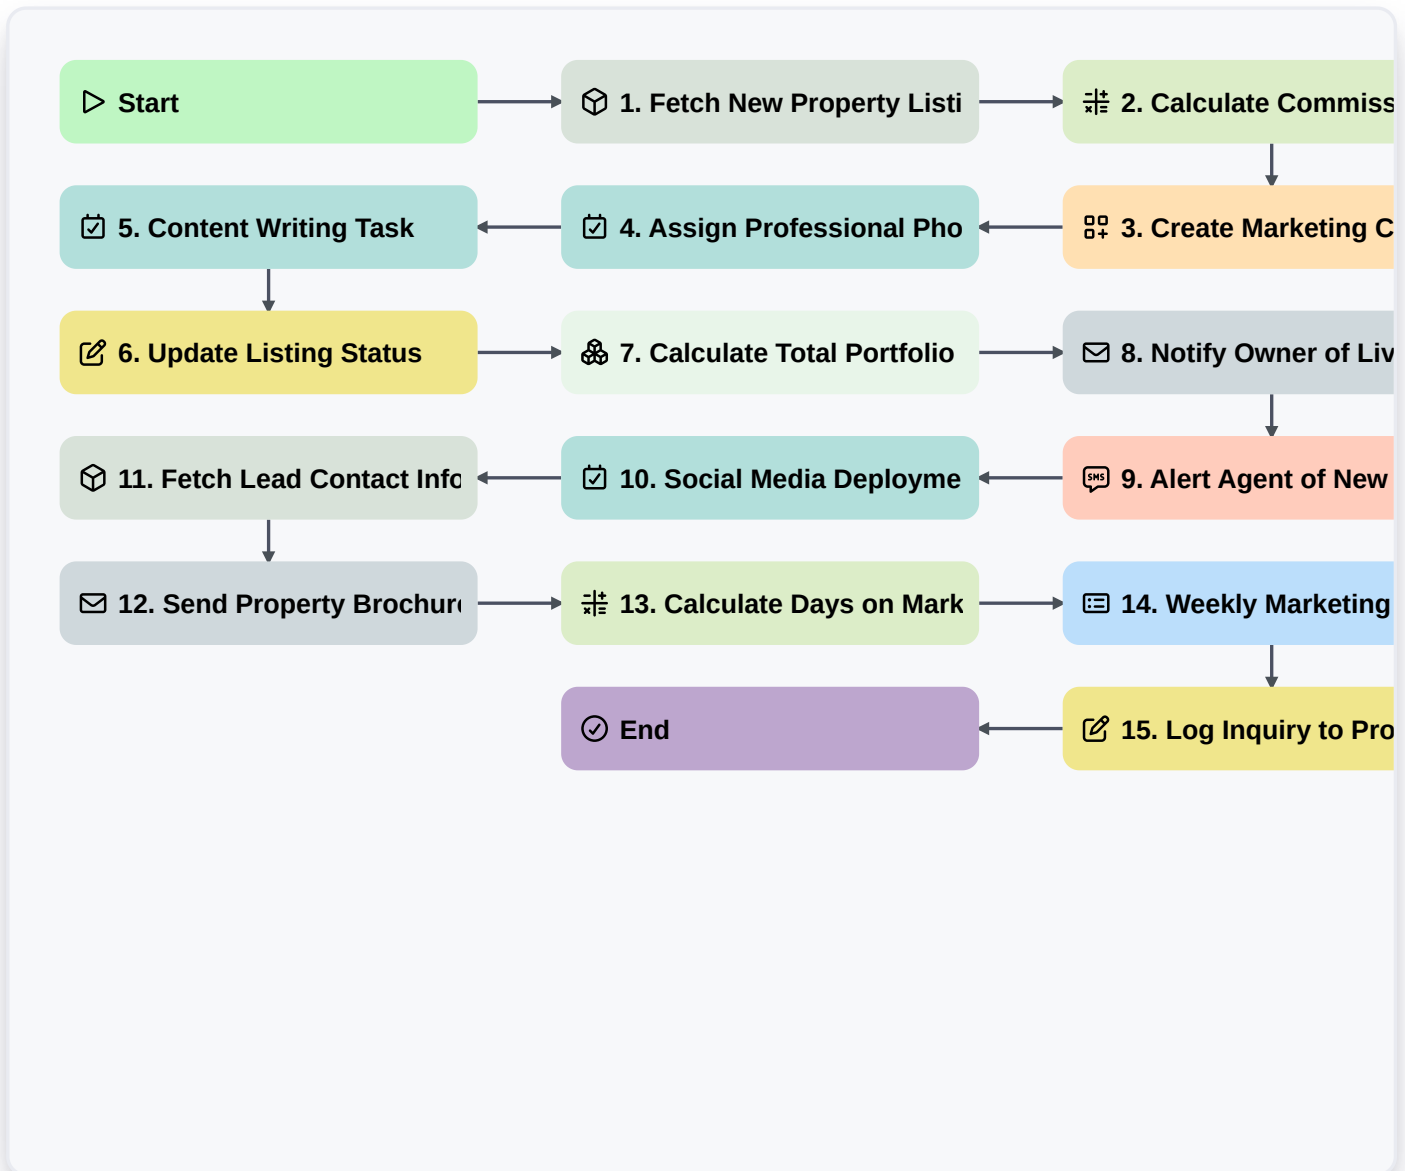 Start
1. Fetch New Property Listi
2. Calculate Commiss
5. Content Writing Task
4. Assign Professional Pho
3. Create Marketing C
6. Update Listing Status
7. Calculate Total Portfolio
8. Notify Owner of Liv
11. Fetch Lead Contact Info
10. Social Media Deployme
9. Alert Agent of New
12. Send Property Brochure
13. Calculate Days on Mark
14. Weekly Marketing
End
15. Log Inquiry to Pro